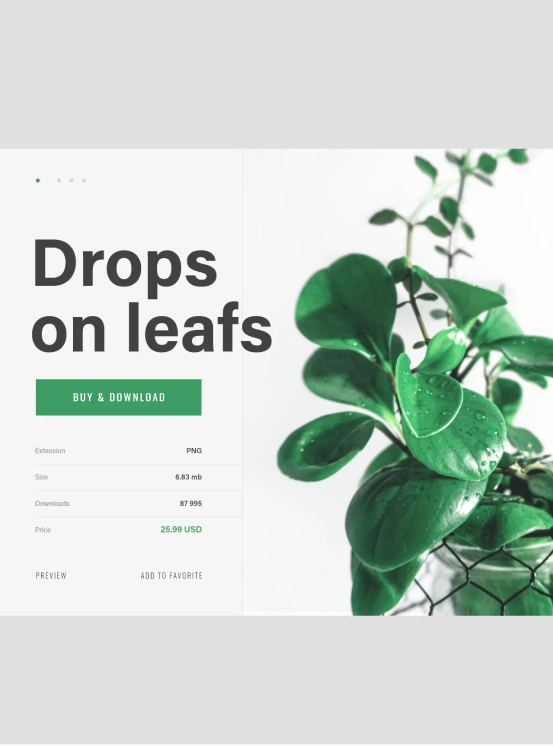 Drops
on leafs
BUY & DOWNLOAD
Extension PNG
Size 6.83 mb
Downloads 87 995
Price 25.99 USD
PREVIEW ADD TO FAVORITE